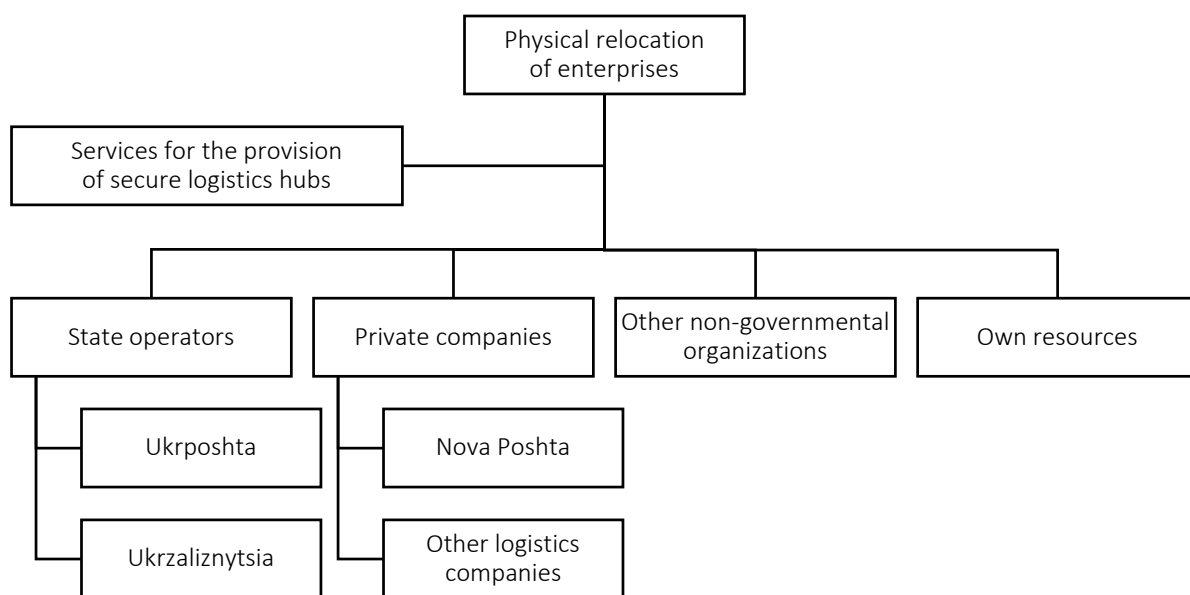 Physical relocation
of enterprises
Services for the provision
of secure logistics hubs
State operators
Private companies
Other non-governmental
organizations
Own resources
Ukrposhta
Nova Poshta
Ukrzaliznytsia
Other logistics
companies